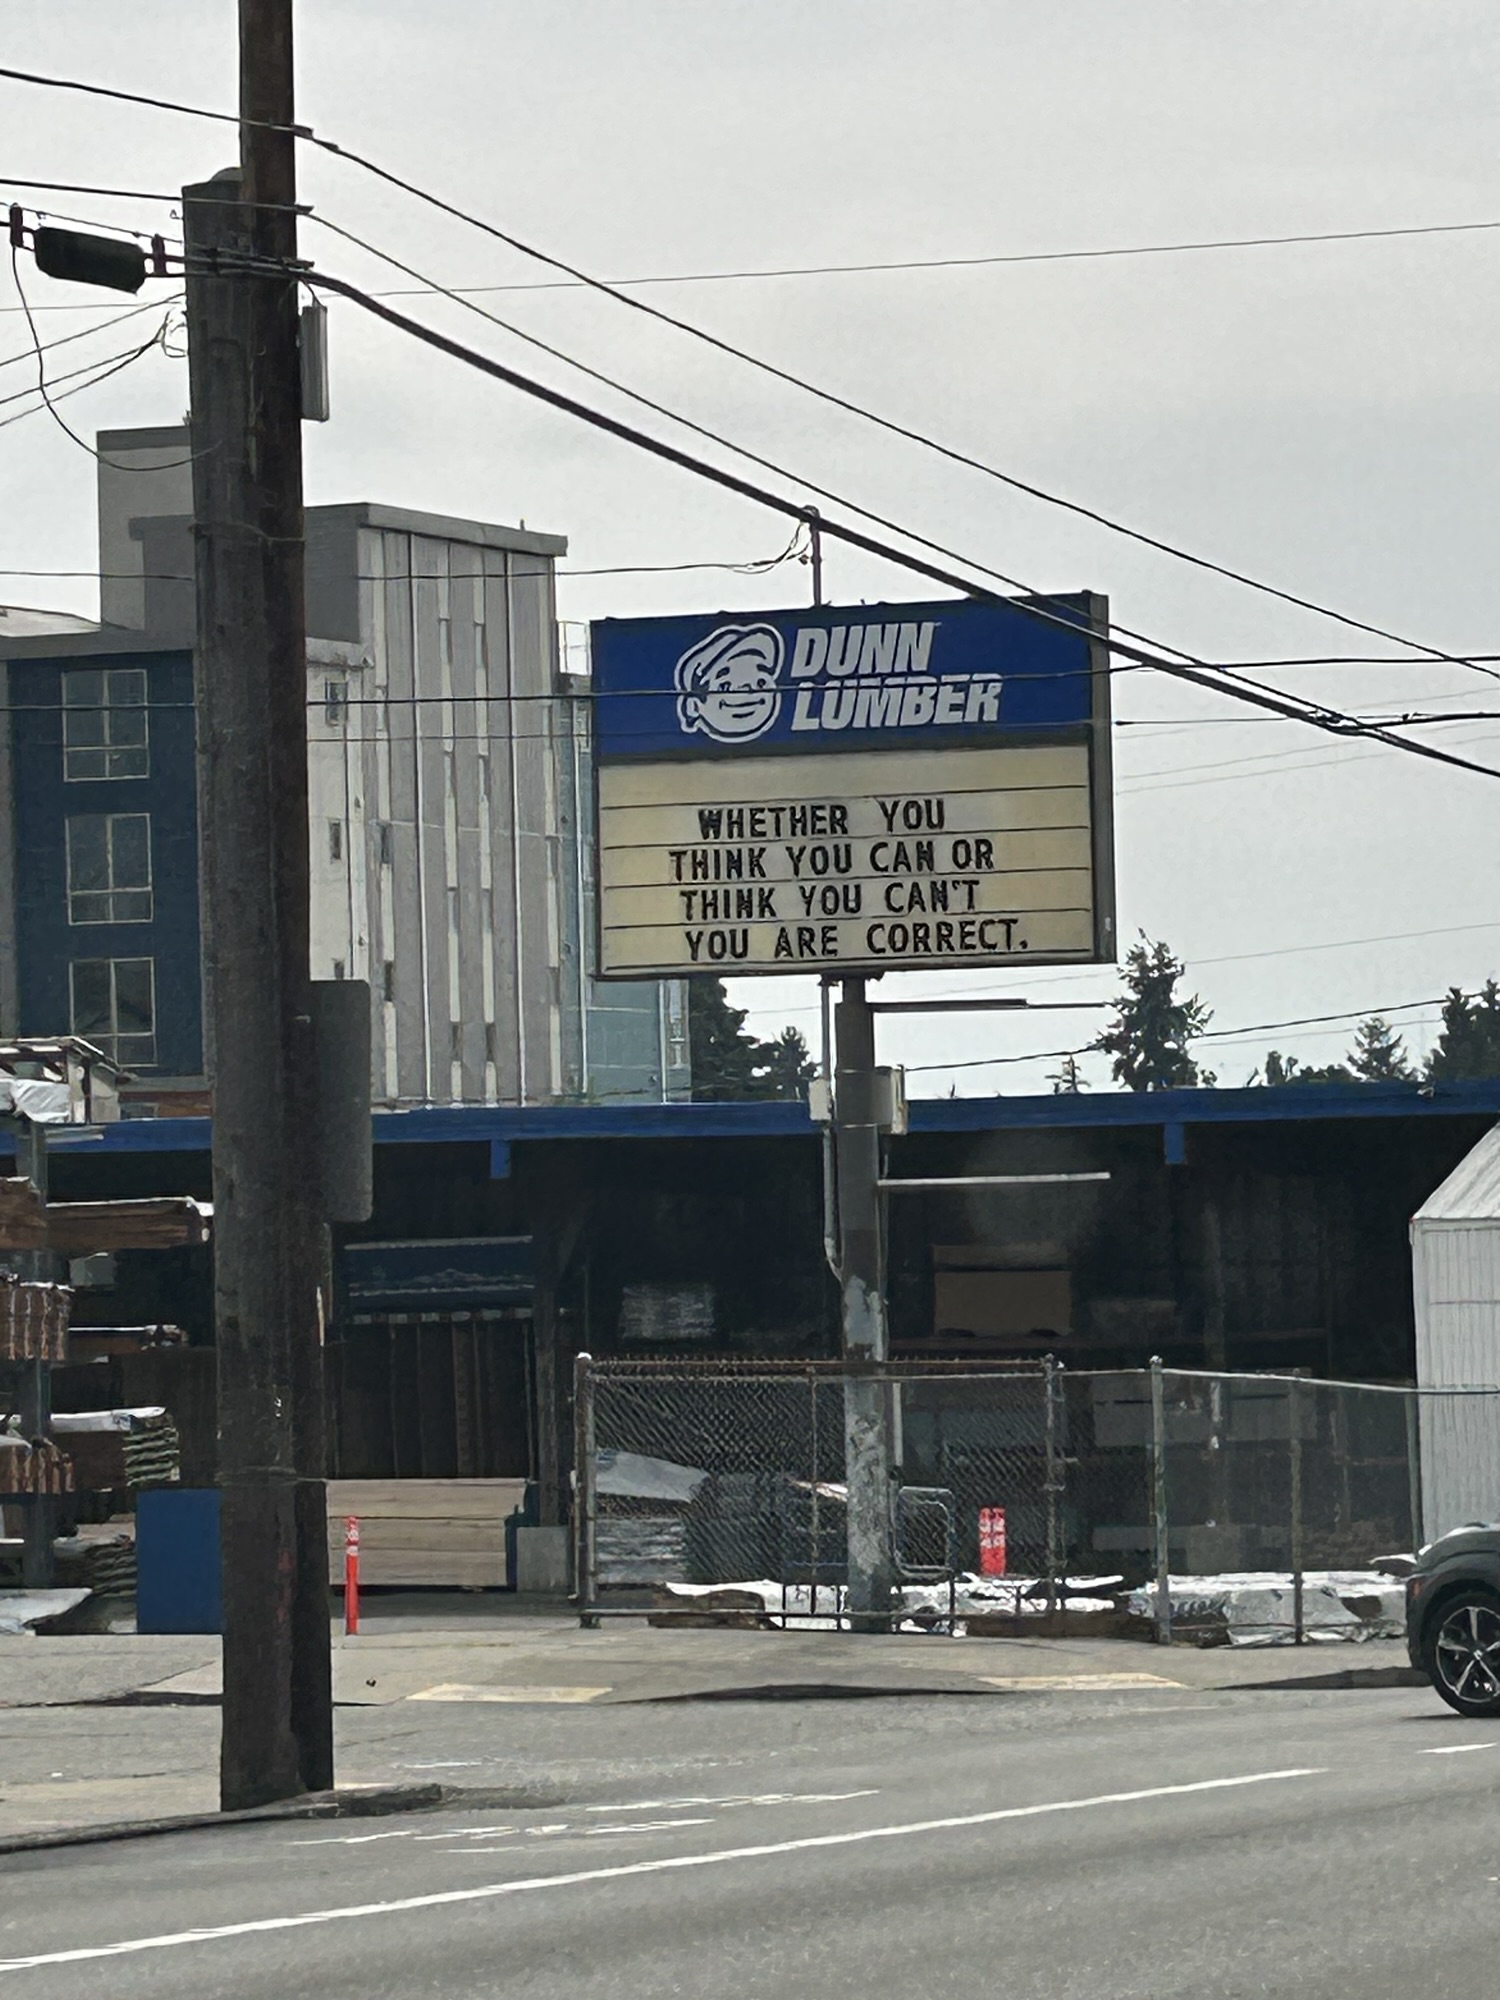 DUNN
LUMBER
WHETHER YOU
THINK YOU CAN OR
THINK YOU CAN'T
YOU ARE CORRECT.